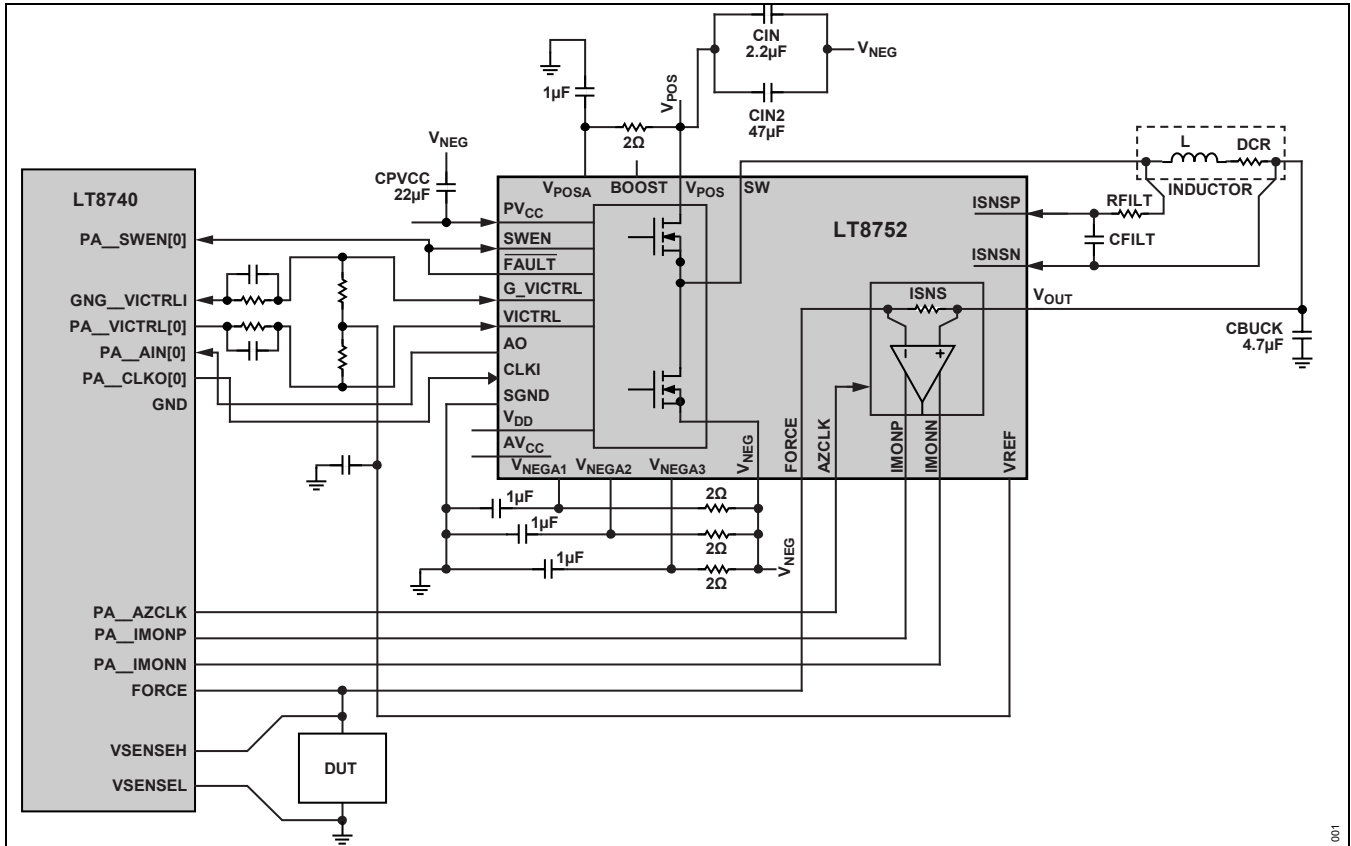 CIN
2.2µF
VNEG
CIN2
47µF
1µF
VPOS
2Ω
VNEG
CPVCC
22µF
L
DCR
INDUCTOR
RFILT
CFILT
LT8740
PA__SWEN[0]
GNG__VICTRLI
PA__VICTRL[0]
PA__AIN[0]
PA__CLKO[0]
GND
PA__AZCLK
PA__IMONP
PA__IMONN
FORCE
VSENSEH
VSENSEL
VPOSA
BOOST
VPOS
SW
LT8752
PVCC
SWEN
FAULT
G_VICTRL
VICTRL
AO
CLKI
SGND
VDD
AVCC
VNEGA1
VNEGA2
VNEGA3
VNEG
FORCE
AZCLK
IMONP
IMONN
VREF
ISNSP
ISNSN
ISNS
–
+
VOUT
CBUCK
4.7µF
1µF
2Ω
1µF
2Ω
1µF
2Ω
VNEG
DUT
001